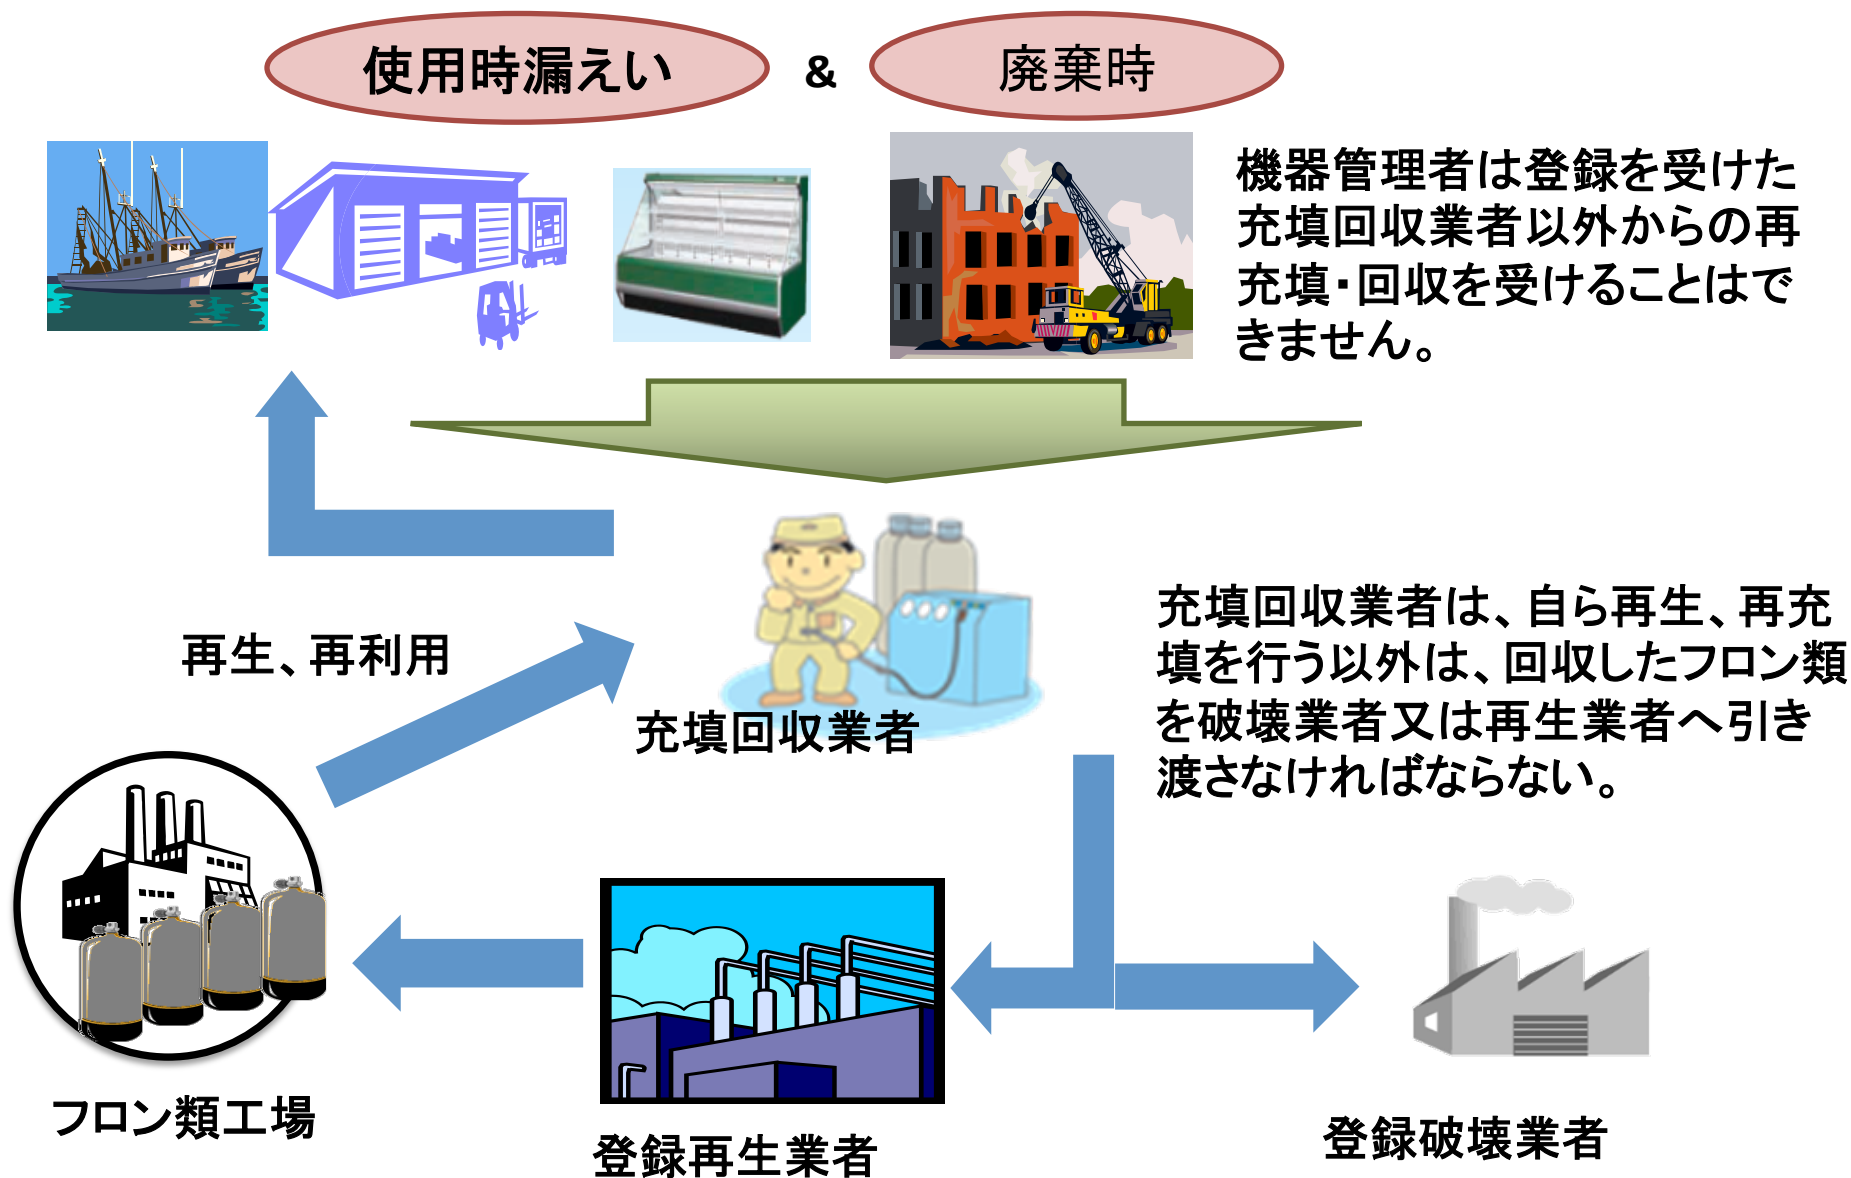 使用時漏えい & 廃棄時
機器管理者は登録を受けた
充填回収業者以外からの再
充填・回収を受けることはで
きません。
充填回収業者は、自ら再生、再充
填を行う以外は、回収したフロン類
を破壊業者又は再生業者へ引き
渡さなければならない。
再生、再利用
充填回収業者
フロン類工場
登録再生業者
登録破壊業者